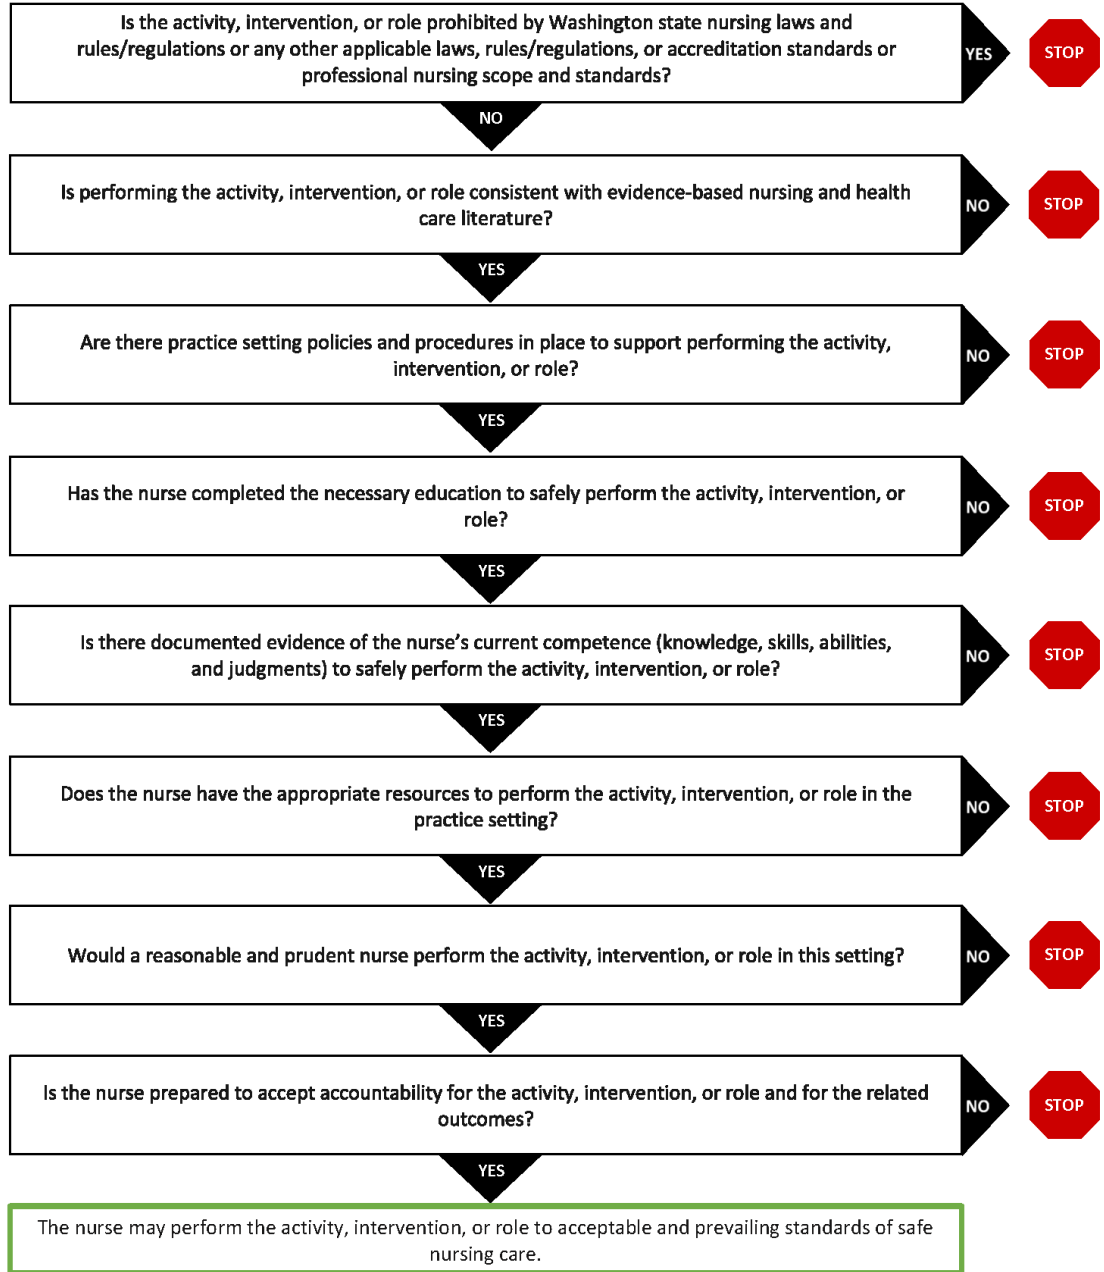 Is the activity, intervention, or role prohibited by Washington state nursing laws and
rules/regulations or any other applicable laws, rules/regulations, or accreditation standards or
professional nursing scope and standards?
YES
STOP
NO
Is performing the activity, intervention, or role consistent with evidence-based nursing and health
care literature?
NO
STOP
YES
Are there practice setting policies and procedures in place to support performing the activity,
intervention, or role?
NO
STOP
YES
Has the nurse completed the necessary education to safely perform the activity, intervention, or
role?
NO
STOP
YES
Is there documented evidence of the nurse’s current competence (knowledge, skills, abilities,
and judgments) to safely perform the activity, intervention, or role?
NO
STOP
YES
Does the nurse have the appropriate resources to perform the activity, intervention, or role in the
practice setting?
NO
STOP
YES
Would a reasonable and prudent nurse perform the activity, intervention, or role in this setting?
NO
STOP
YES
Is the nurse prepared to accept accountability for the activity, intervention, or role and for the related
outcomes?
NO
STOP
YES
The nurse may perform the activity, intervention, or role to acceptable and prevailing standards of safe
nursing care.